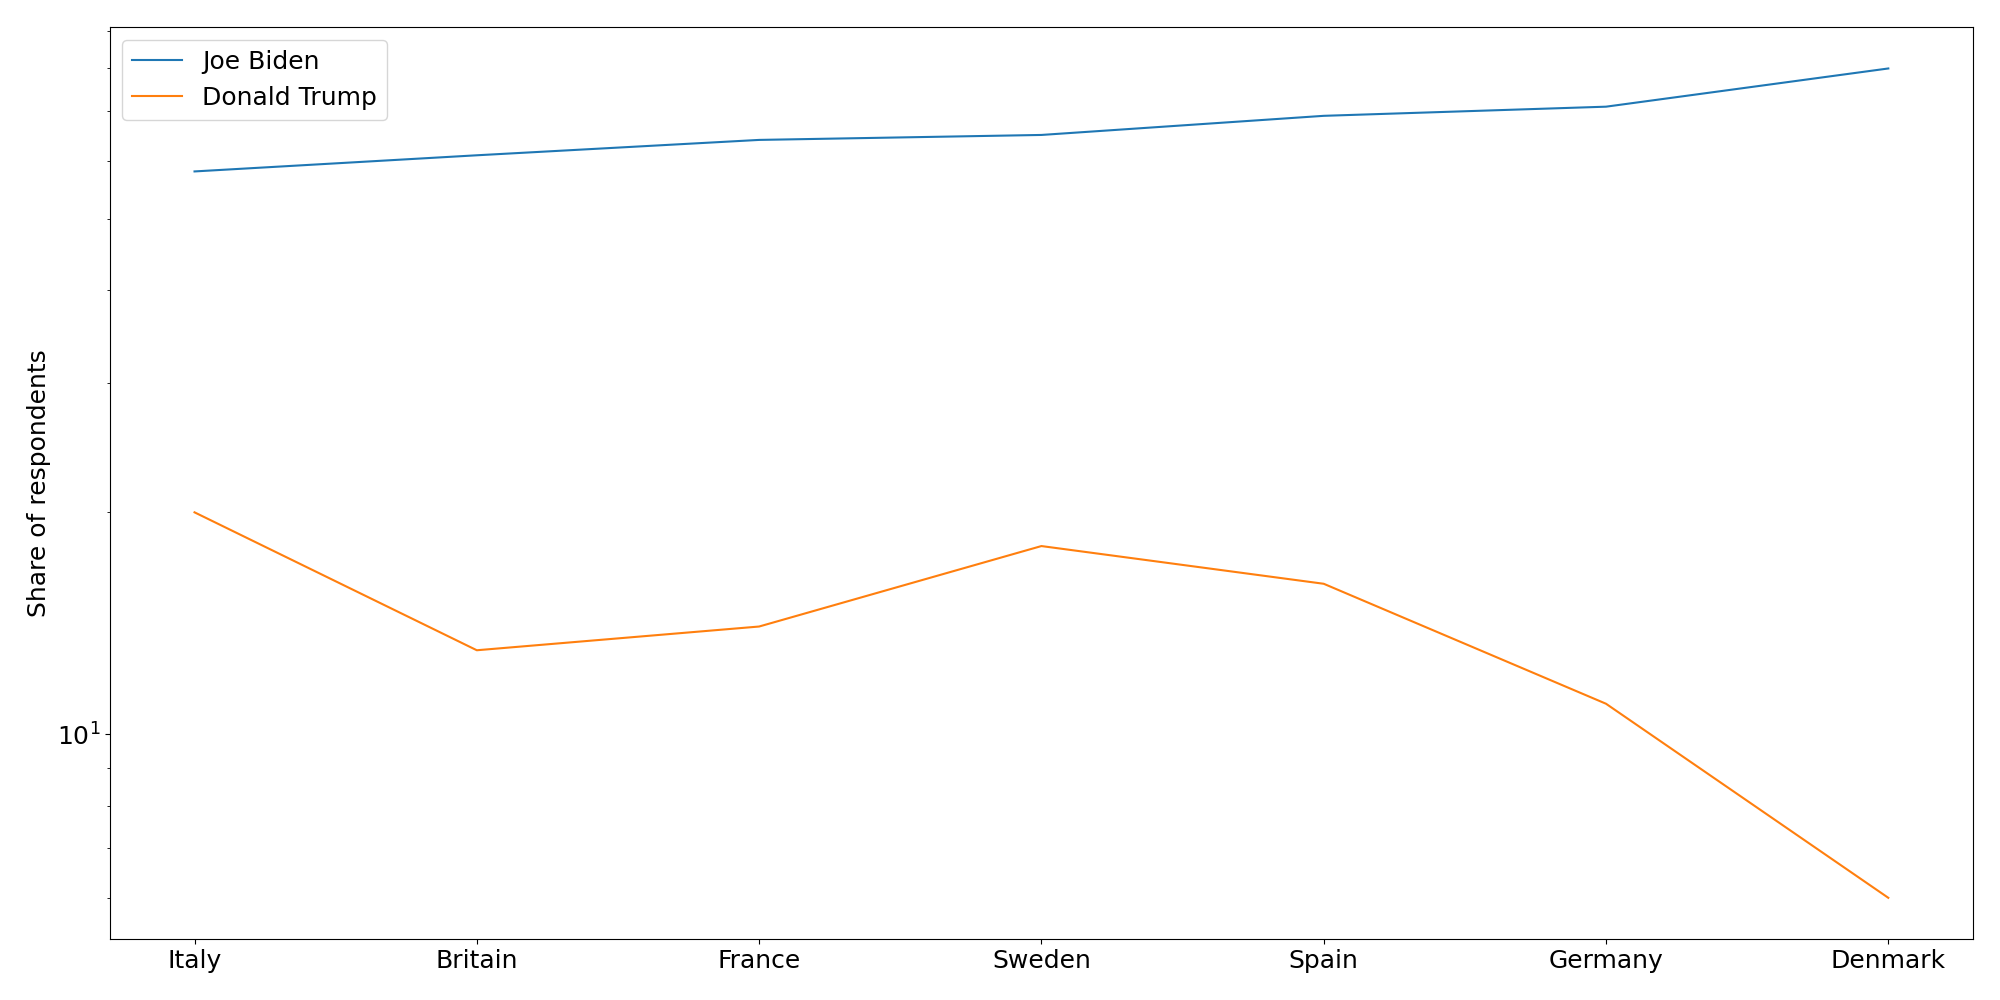 Joe Biden
Donald Trump
Share of respondents
10¹
Italy Britain France Sweden Spain Germany Denmark